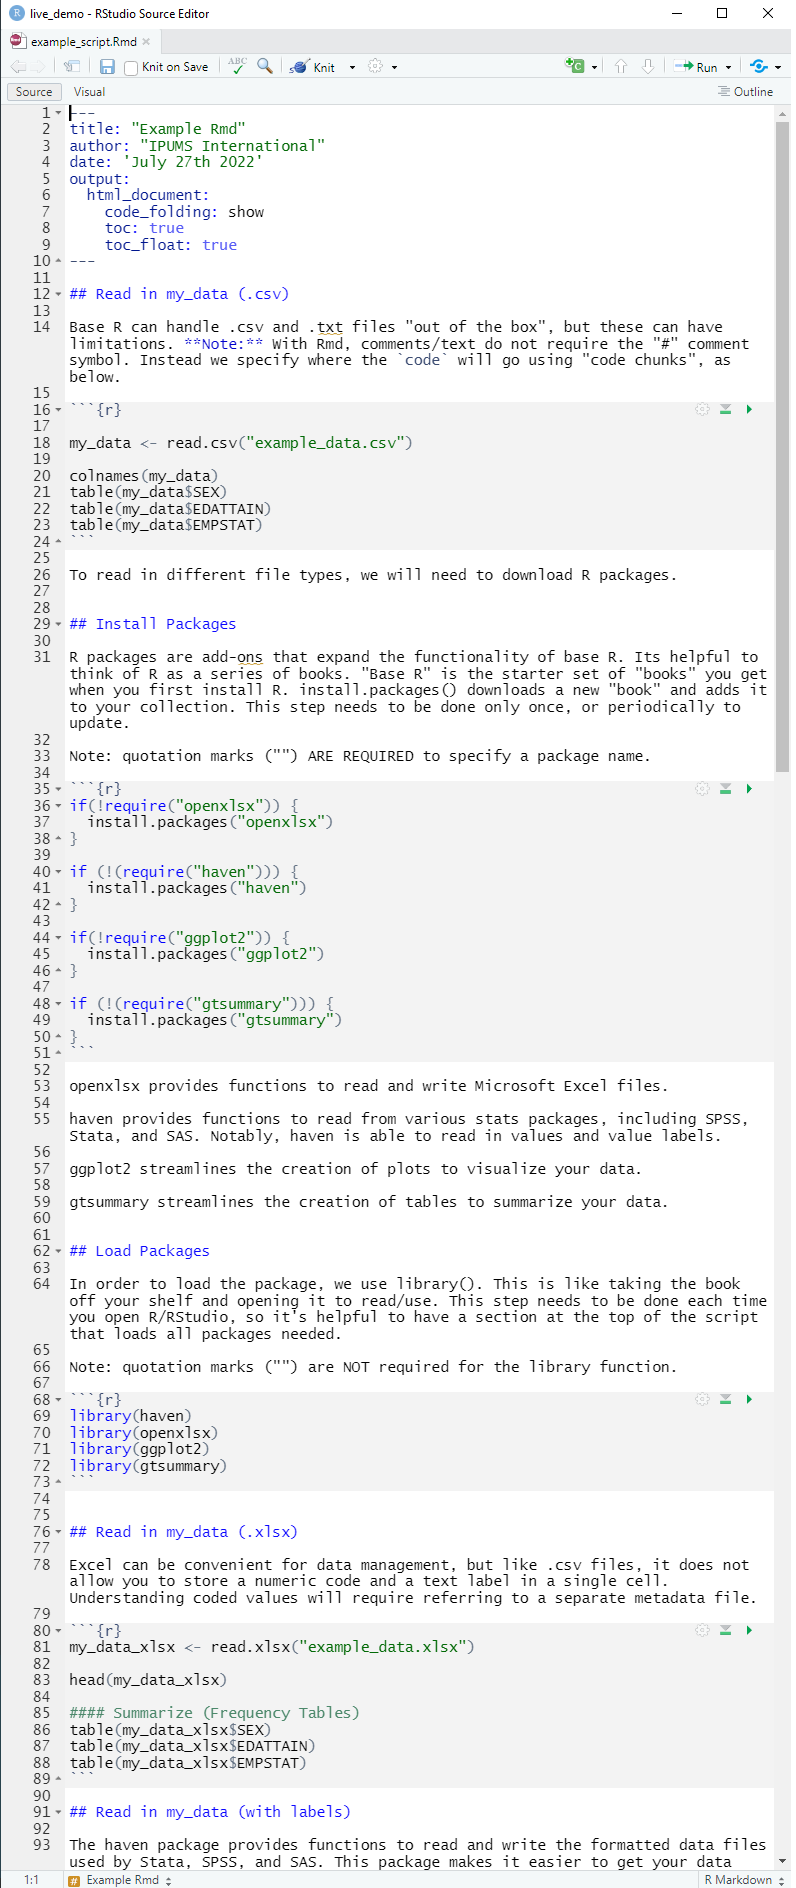 live_demo - RStudio Source Editor
example_script.Rmd
Knit on Save
ABC
Knit
Run
Source Visual
Outline
1 ---
2 title: "Example Rmd"
3 author: "IPUMS International"
4 date: 'July 27th 2022'
5 output:
6   html_document:
7     code_folding: show
8     toc: true
9     toc_float: true
10 ---
11
12 ## Read in my_data (.csv)
13
14 Base R can handle .csv and .txt files "out of the box", but these can have
limitations. **Note:** With Rmd, comments/text do not require the "#" comment
symbol. Instead we specify where the `code` will go using "code chunks", as
below.
15
16 ```{r}
17
18 my_data <- read.csv("example_data.csv")
19
20 colnames(my_data)
21 table(my_data$SEX)
22 table(my_data$EDATTAIN)
23 table(my_data$EMPSTAT)
24 ```
25
26 To read in different file types, we will need to download R packages.
27
28
29 ## Install Packages
30
31 R packages are add-ons that expand the functionality of base R. Its helpful to
think of R as a series of books. "Base R" is the starter set of "books" you get
when you first install R. install.packages() downloads a new "book" and adds it
to your collection. This step needs to be done only once, or periodically to
update.
32
33 Note: quotation marks ("") ARE REQUIRED to specify a package name.
34
35 ```{r}
36 if(!require("openxlsx")) {
37   install.packages("openxlsx")
38 }
39
40 if (!(require("haven"))) {
41   install.packages("haven")
42 }
43
44 if(!require("ggplot2")) {
45   install.packages("ggplot2")
46 }
47
48 if (!(require("gtsummary"))) {
49   install.packages("gtsummary")
50 }
51 ```
52
53 openxlsx provides functions to read and write Microsoft Excel files.
54
55 haven provides functions to read from various stats packages, including SPSS,
Stata, and SAS. Notably, haven is able to read in values and value labels.
56
57 ggplot2 streamlines the creation of plots to visualize your data.
58
59 gtsummary streamlines the creation of tables to summarize your data.
60
61
62 ## Load Packages
63
64 In order to load the package, we use library(). This is like taking the book
off your shelf and opening it to read/use. This step needs to be done each time
you open R/RStudio, so it's helpful to have a section at the top of the script
that loads all packages needed.
65
66 Note: quotation marks ("") are NOT required for the library function.
67
68 ```{r}
69 library(haven)
70 library(openxlsx)
71 library(ggplot2)
72 library(gtsummary)
73 ```
74
75
76 ## Read in my_data (.xlsx)
77
78 Excel can be convenient for data management, but like .csv files, it does not
allow you to store a numeric code and a text label in a single cell.
Understanding coded values will require referring to a separate metadata file.
79
80 ```{r}
81 my_data_xlsx <- read.xlsx("example_data.xlsx")
82
83 head(my_data_xlsx)
84
85 #### Summarize (Frequency Tables)
86 table(my_data_xlsx$SEX)
87 table(my_data_xlsx$EDATTAIN)
88 table(my_data_xlsx$EMPSTAT)
89 ```
90
91 ## Read in my_data (with labels)
92
93 The haven package provides functions to read and write the formatted data files
used by Stata, SPSS, and SAS. This package makes it easier to get your data
1:1 # Example Rmd R Markdown